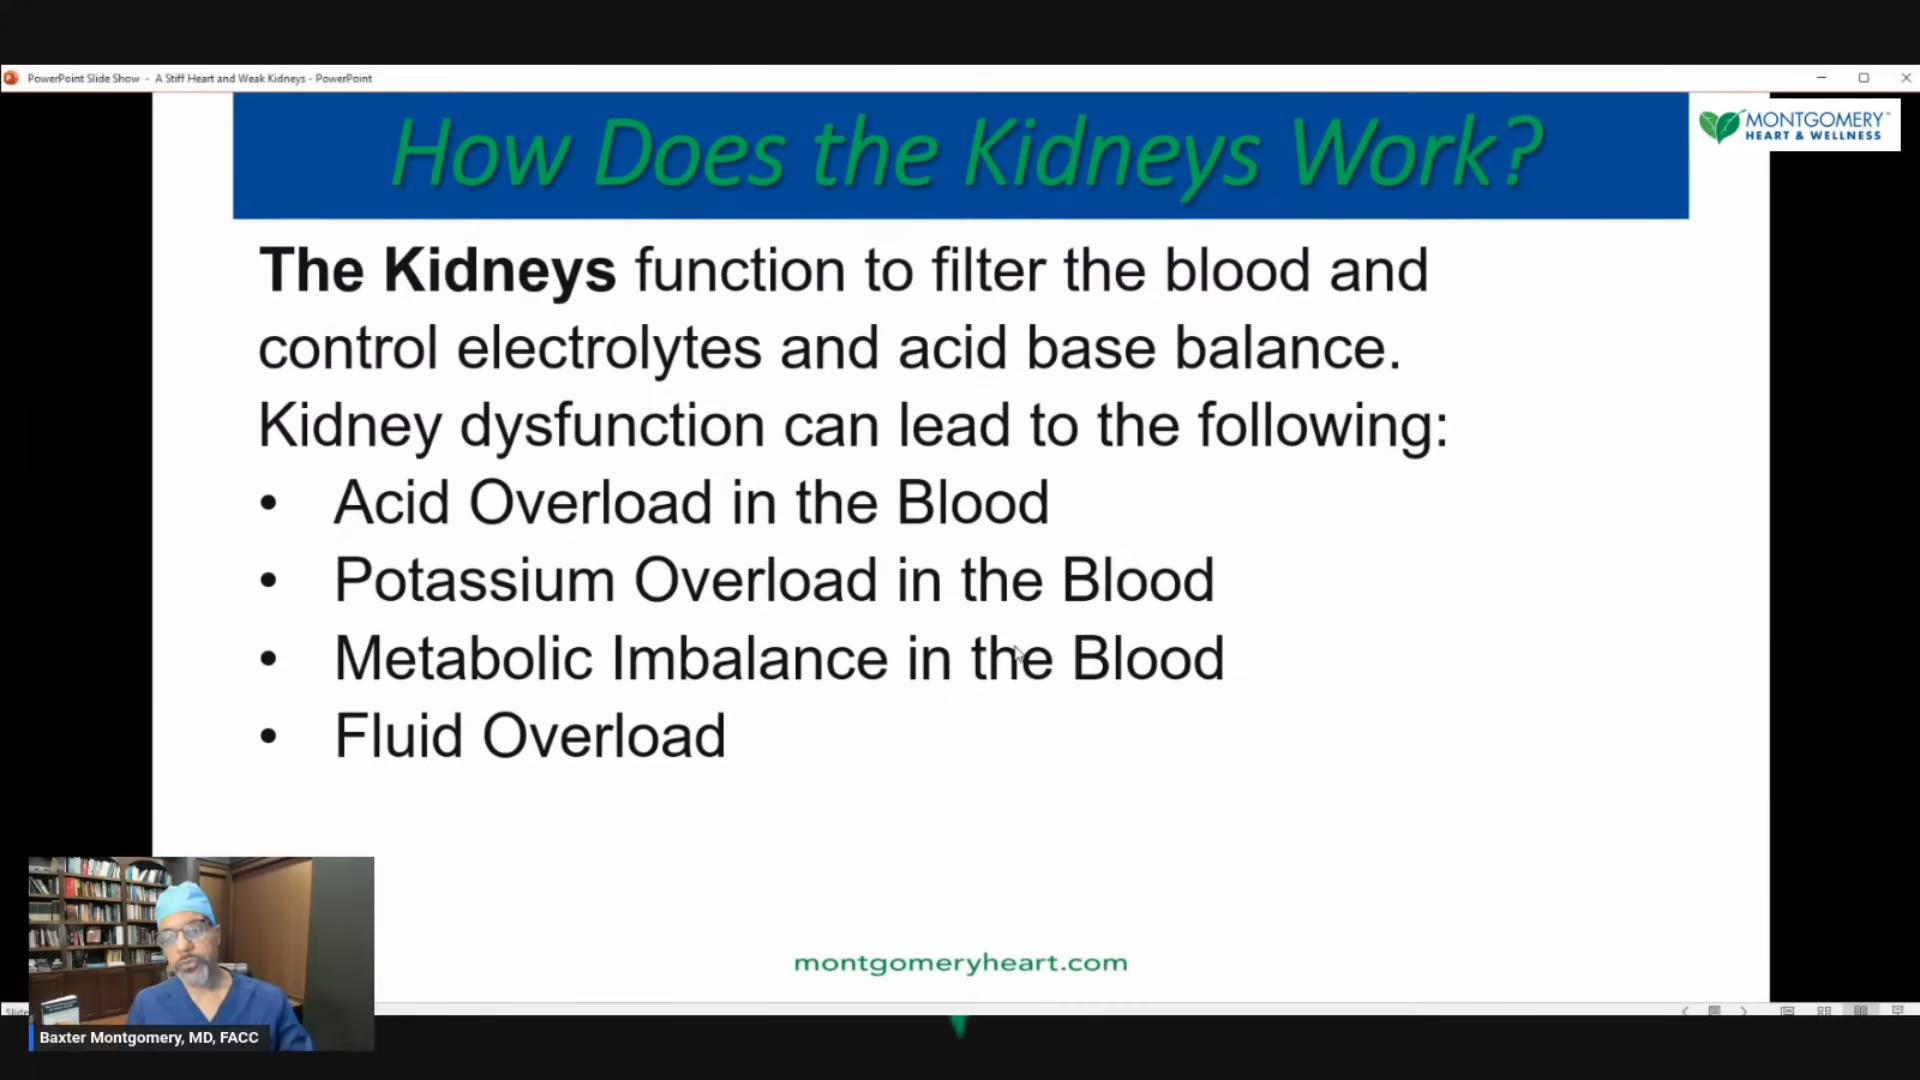 PowerPoint Slide Show - A Stiff Heart and Weak Kidneys - PowerPoint
How Does the Kidneys Work?
MONTGOMERY™
HEART & WELLNESS
The Kidneys function to filter the blood and
control electrolytes and acid base balance.
Kidney dysfunction can lead to the following:
• Acid Overload in the Blood
• Potassium Overload in the Blood
• Metabolic Imbalance in the Blood
• Fluid Overload
montgomeryheart.com
Baxter Montgomery, MD, FACC